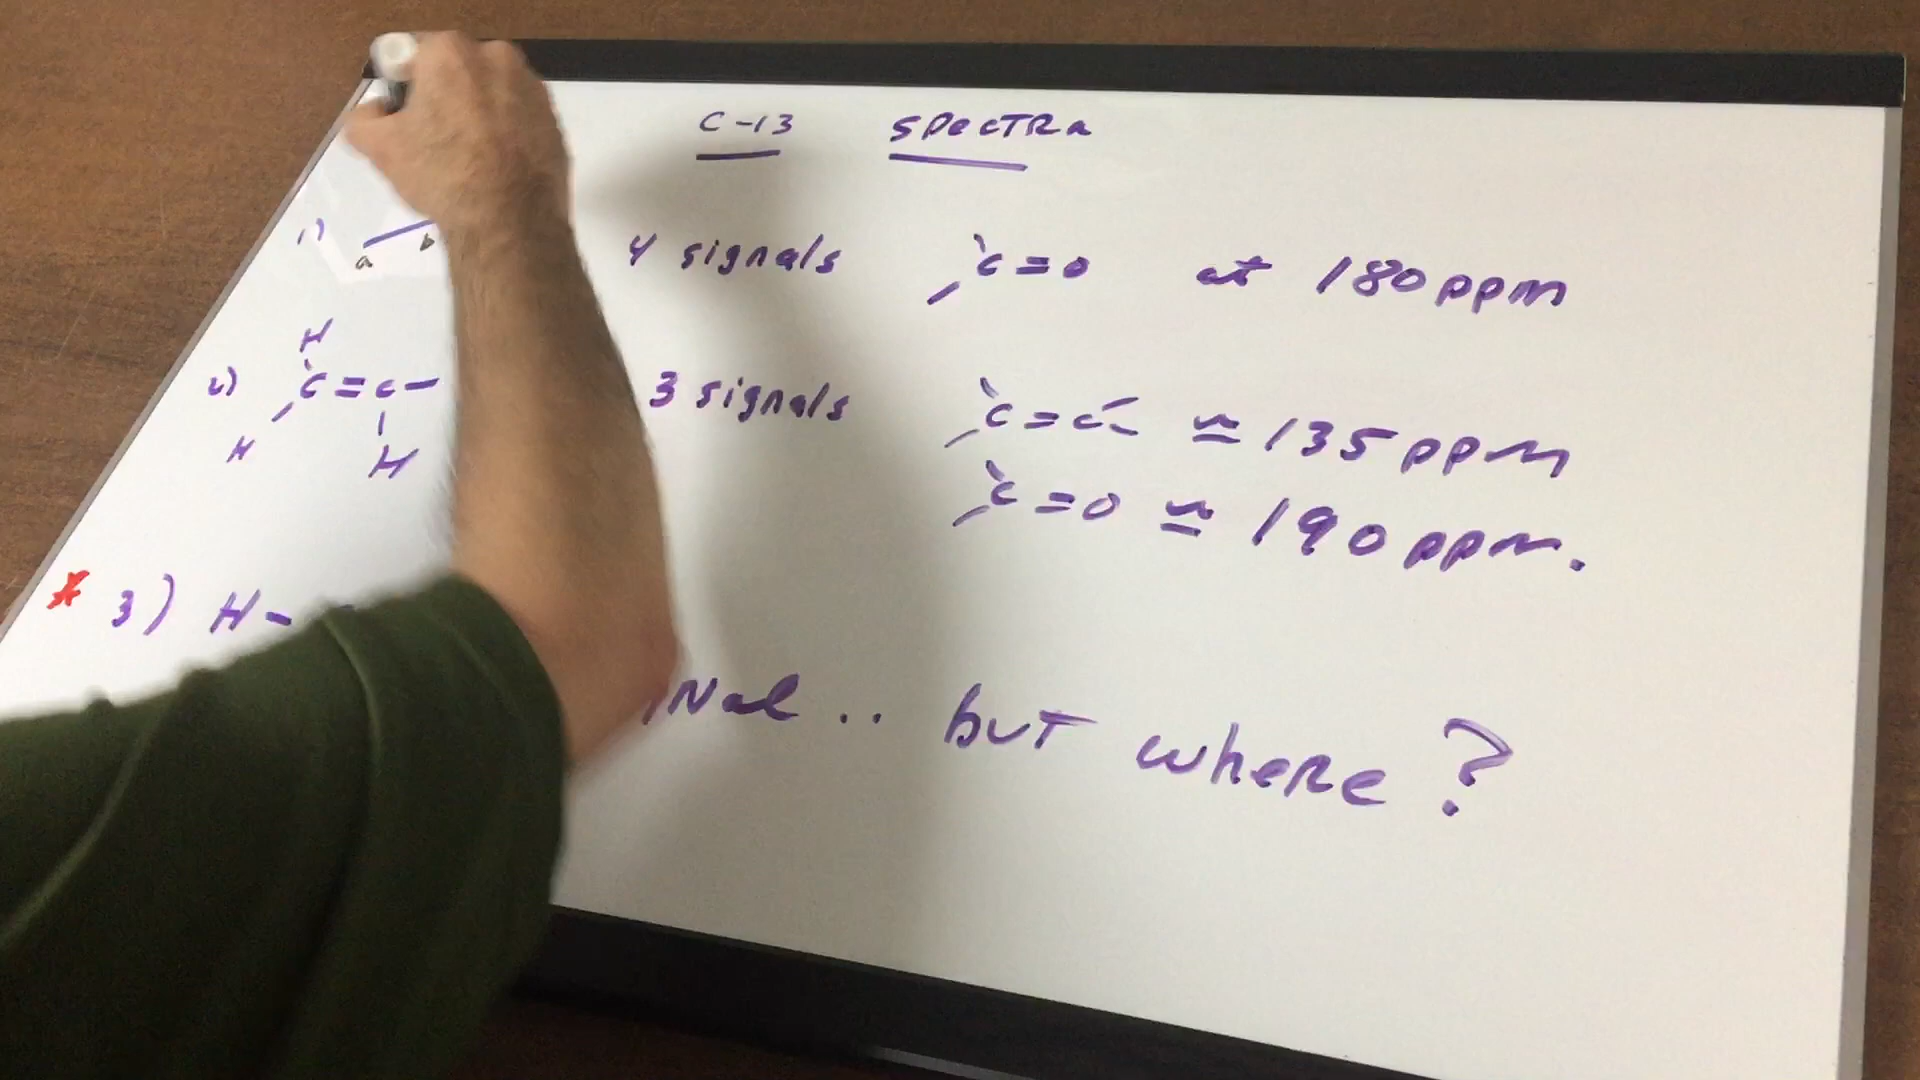 C-13 SPecTRa
1) a b 4 signals C=O at 180 ppm
H
2) C=C- 3 signals C=C ≈ 135 ppm
H H
C=O ≈ 190 ppm.
* 3) H-
Nal .. buT wheRe ?